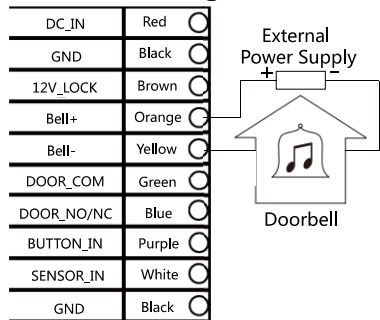 DC_IN Red
GND Black
12V_LOCK Brown
Bell+ Orange
Bell- Yellow
DOOR_COM Green
DOOR_NO/NC Blue
BUTTON_IN Purple
SENSOR_IN White
GND Black
External
Power Supply
+ -
Doorbell